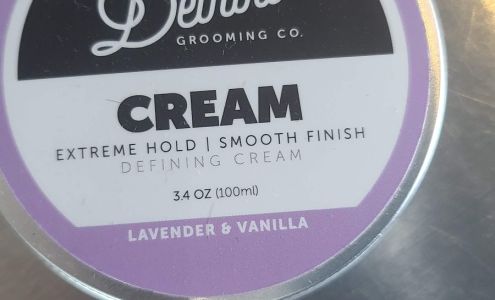 GROOMING CO.
CREAM
EXTREME HOLD | SMOOTH FINISH
DEFINING CREAM
3.4 OZ (100ml)
LAVENDER & VANILLA